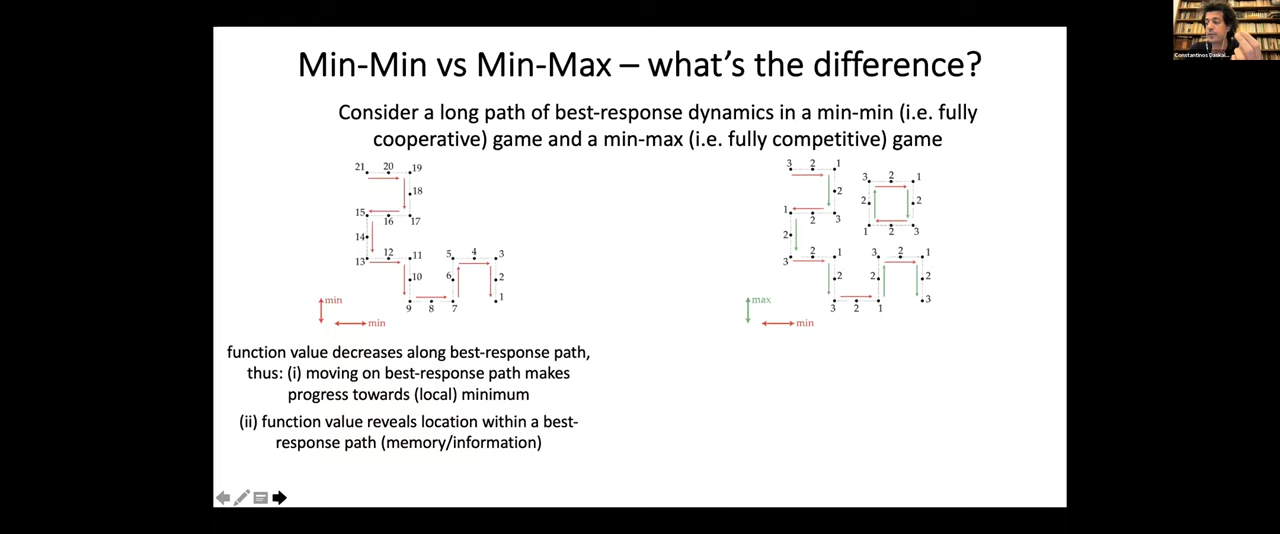 Constantinos Daskal...
Min-Min vs Min-Max – what's the difference?
Consider a long path of best-response dynamics in a min-min (i.e. fully
cooperative) game and a min-max (i.e. fully competitive) game
21 20 19
18
15
16 17
14
13 12 11
10
9 8 7
6
5 4 3
2
1
min
min
3 2 1
2
1
2 3
2
3 2 1
2
3 2 1
2
3 2 1
2
3
3 2 1
2 2
1 2 3
max
min
function value decreases along best-response path,
thus: (i) moving on best-response path makes
progress towards (local) minimum
(ii) function value reveals location within a best-
response path (memory/information)